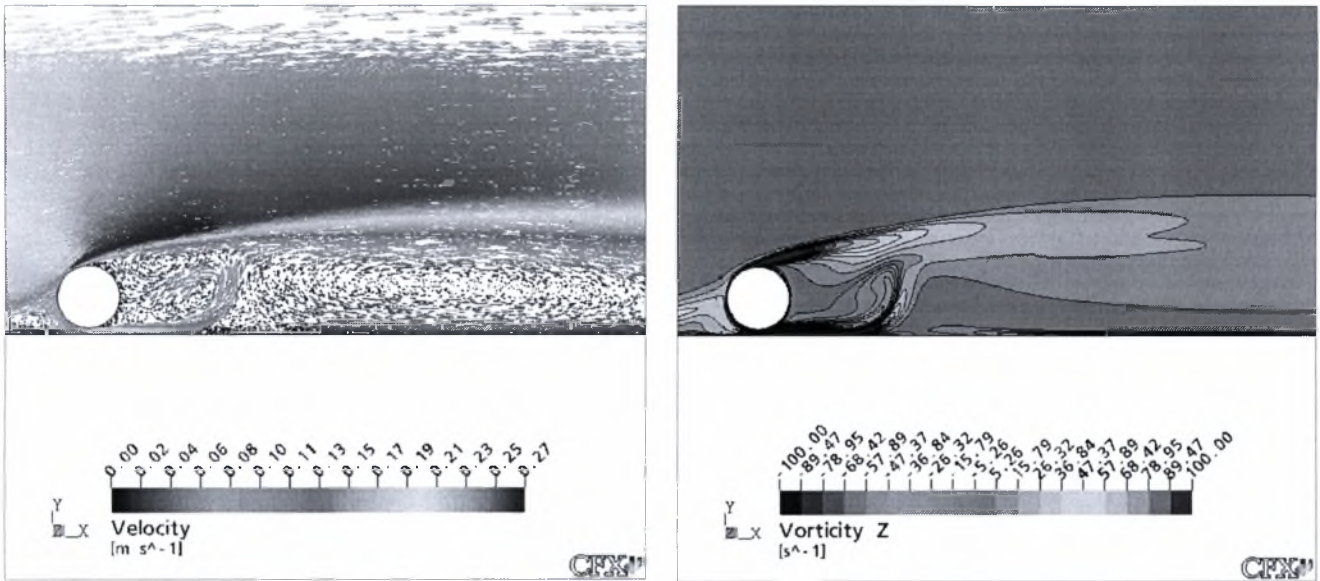 0.00 0.02 0.04 0.06 0.08 0.10 0.11 0.13 0.15 0.17 0.19 0.21 0.23 0.25 0.27
Y
Z X
Velocity
[m s^-1]
CFX
-100.00 -89.47 -78.95 -68.42 -57.89 -47.37 -36.84 -26.32 -15.79 -5.26 5.26 15.79 26.32 36.84 47.37 57.89 68.42 78.95 89.47 100.00
Y
Z X
Vorticity Z
[s^-1]
CFX